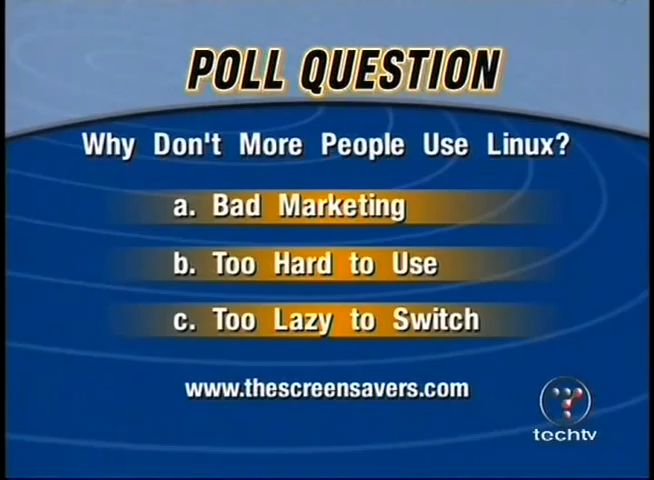 POLL QUESTION
Why Don't More People Use Linux?
a. Bad Marketing
b. Too Hard to Use
c. Too Lazy to Switch
www.thescreensavers.com
techtv